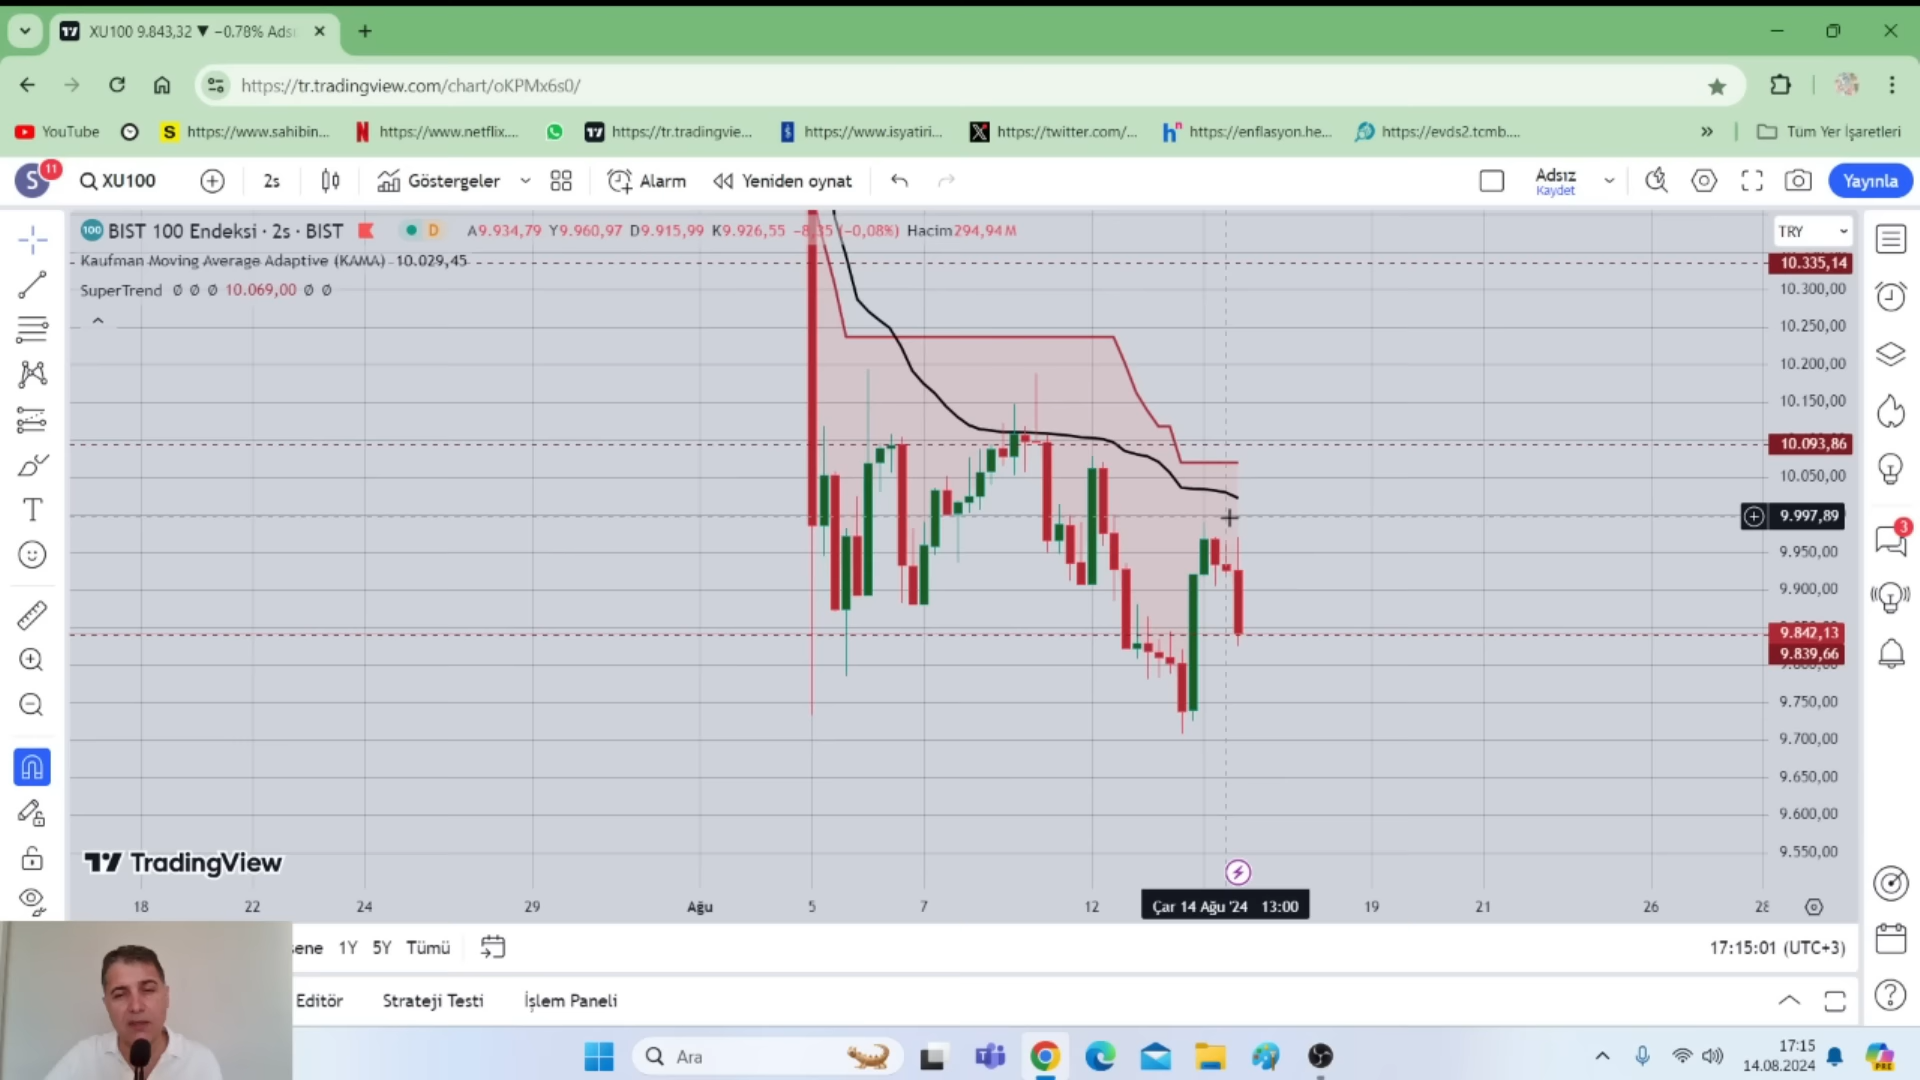 XU100 9.843,32 ▼ −0.78% Adsı
https://tr.tradingview.com/chart/oKPMx6s0/
YouTube
https://www.sahibin...
https://www.netflix....
https://tr.tradingvie...
https://www.isyatiri...
https://twitter.com/...
https://enflasyon.he...
https://evds2.tcmb....
» Tüm Yer İşaretleri
S 11
XU100
2s
Göstergeler
Alarm
Yeniden oynat
Adsız
Kaydet
Yayınla
100 BIST 100 Endeksi · 2s · BIST D A9.934,79 Y9.960,97 D9.915,99 K9.926,55 −8,35 (−0,08%) Hacim294,94M
TRY
Kaufman Moving Average Adaptive (KAMA) 10.029,45
SuperTrend Ø Ø Ø 10.069,00 Ø Ø
10.335,14
10.300,00
10.250,00
10.200,00
10.150,00
10.093,86
10.050,00
9.997,89
9.950,00
9.900,00
9.842,13
9.839,66
9.750,00
9.700,00
9.650,00
9.600,00
9.550,00
3
TradingView
18 22 24 29 Ağu 5 7 12 Çar 14 Ağu '24 13:00 19 21 26 28
sene 1Y 5Y Tümü
17:15:01 (UTC+3)
Editör Strateji Testi İşlem Paneli
Ara
17:15
14.08.2024
PRE